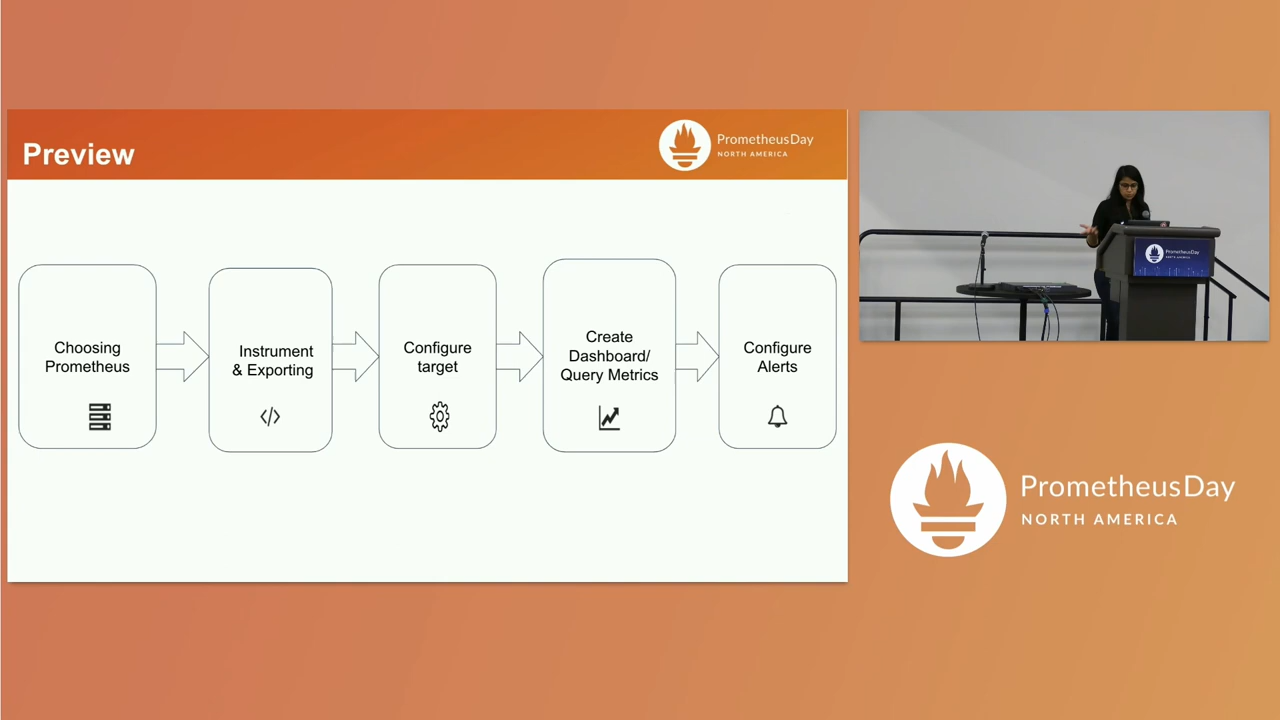 Preview
PrometheusDay
NORTH AMERICA
Choosing
Prometheus
Instrument
& Exporting
Configure
target
Create
Dashboard/
Query Metrics
Configure
Alerts
PrometheusDay
PrometheusDay
NORTH AMERICA